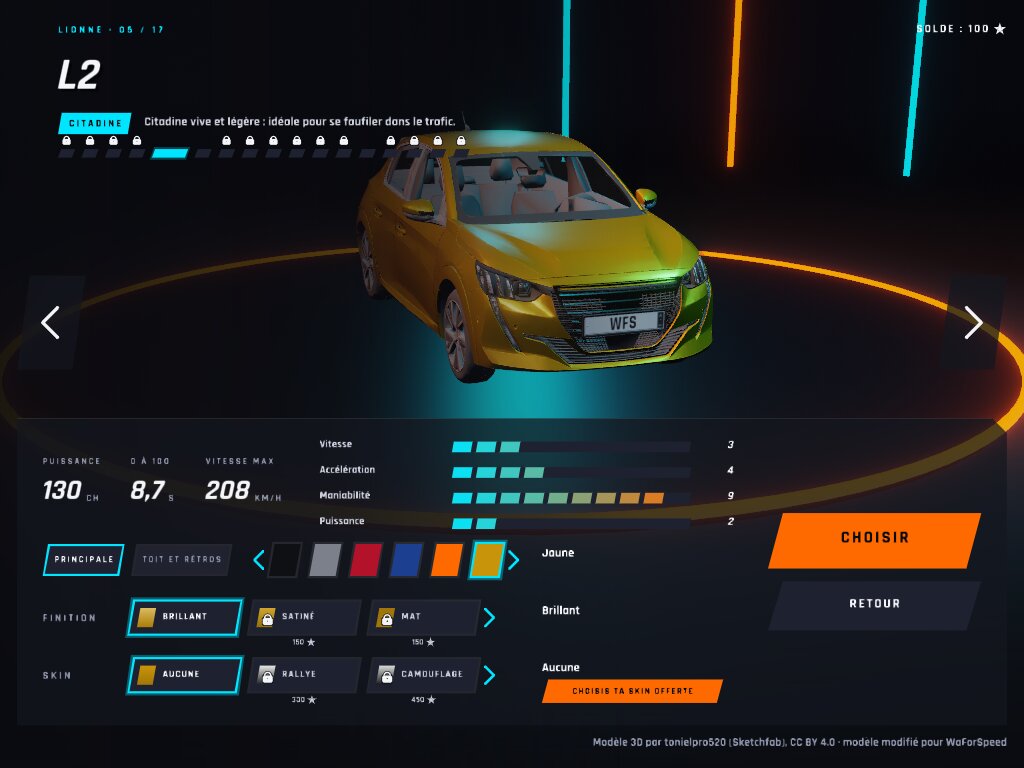 LIONNE · 05 / 17
SOLDE : 100 ★
L2
CITADINE
Citadine vive et légère : idéale pour se faufiler dans le trafic.
WFS
PUISSANCE
0 À 100
VITESSE MAX
130 CH
8,7 S
208 KM/H
Vitesse 3
Accélération 4
Maniabilité 9
Puissance 2
CHOISIR
PRINCIPALE
TOIT ET RÉTROS
Jaune
RETOUR
FINITION
BRILLANT
SATINÉ
MAT
Brillant
150 ★
150 ★
SKIN
AUCUNE
RALLYE
CAMOUFLAGE
Aucune
CHOISIS TA SKIN OFFERTE
300 ★
450 ★
Modèle 3D par tonielpro520 (Sketchfab), CC BY 4.0 · modèle modifié pour WaForSpeed